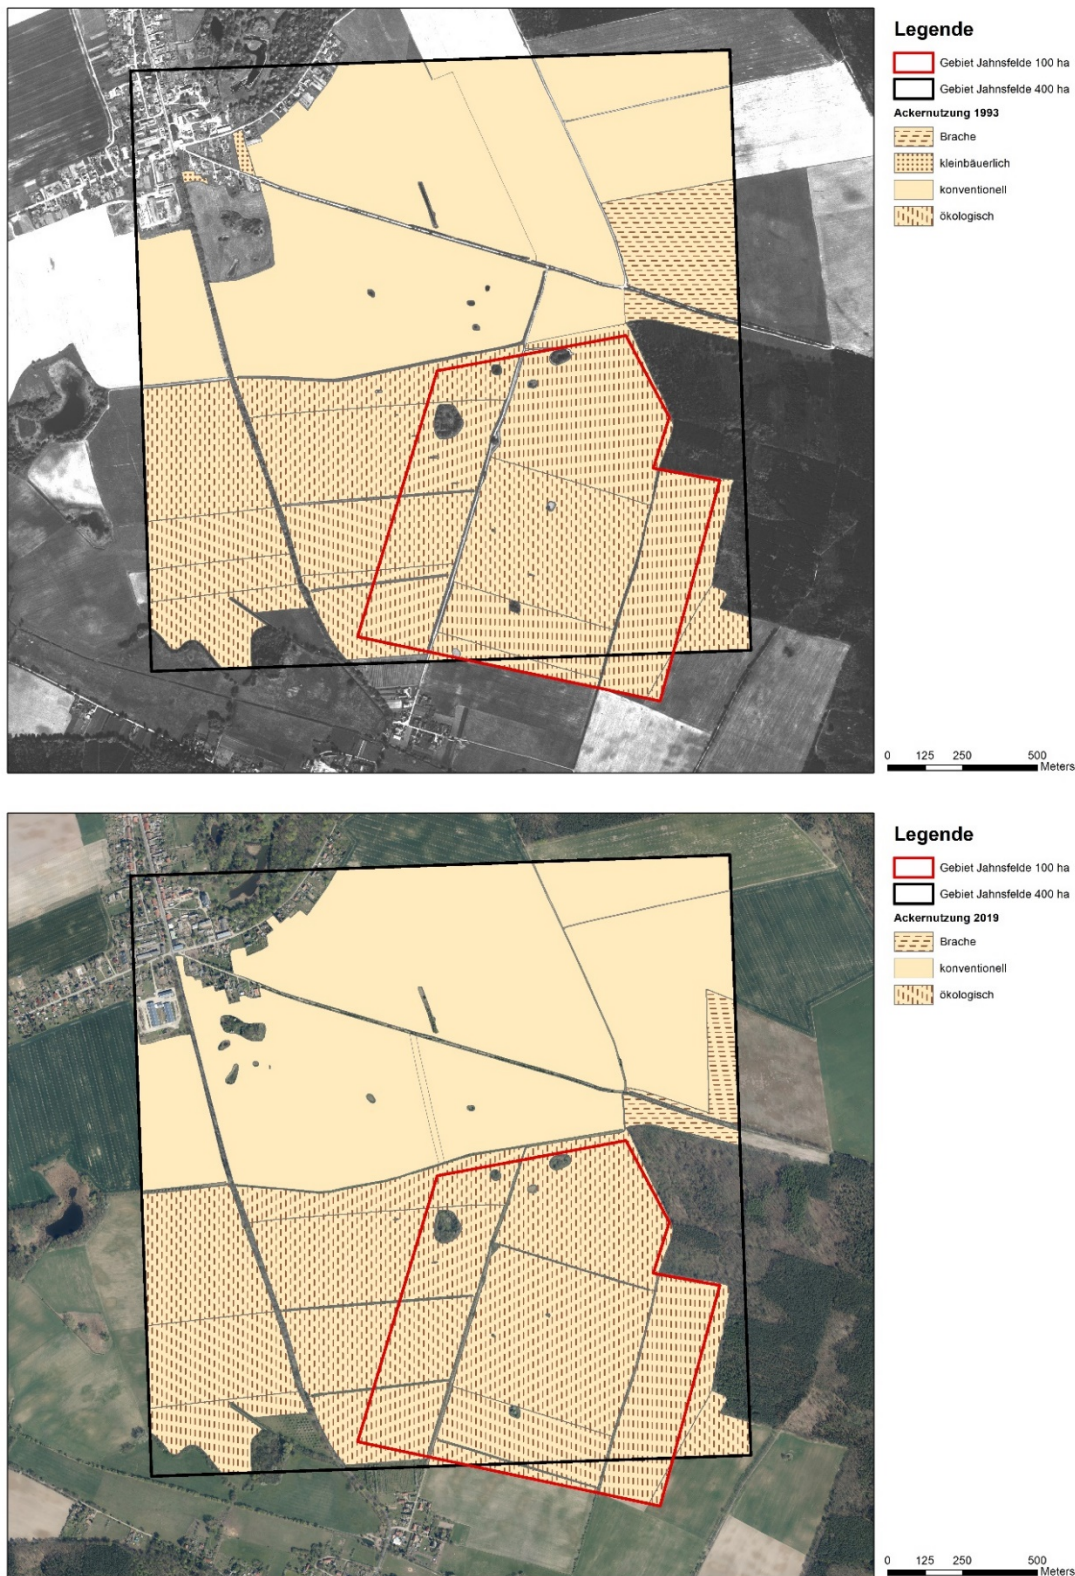 Legende
Gebiet Jahnsfelde 100 ha
Gebiet Jahnsfelde 400 ha
Ackernutzung 1993
Brache
kleinbäuerlich
konventionell
ökologisch
0 125 250 500
Meters
Legende
Gebiet Jahnsfelde 100 ha
Gebiet Jahnsfelde 400 ha
Ackernutzung 2019
Brache
konventionell
ökologisch
0 125 250 500
Meters